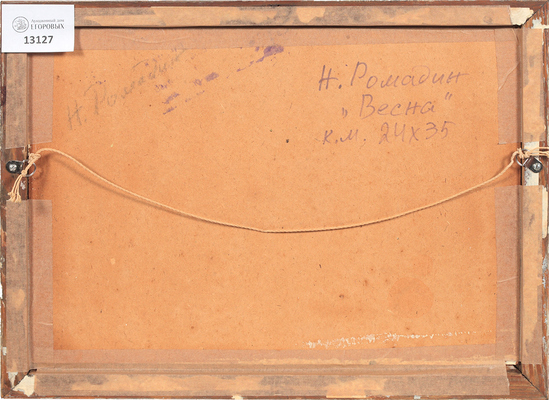 Аукционный дом
ЕГОРОВЫХ
13127
Н. Ромадин
Н. Ромадин
„Весна"
к.м. 24х35